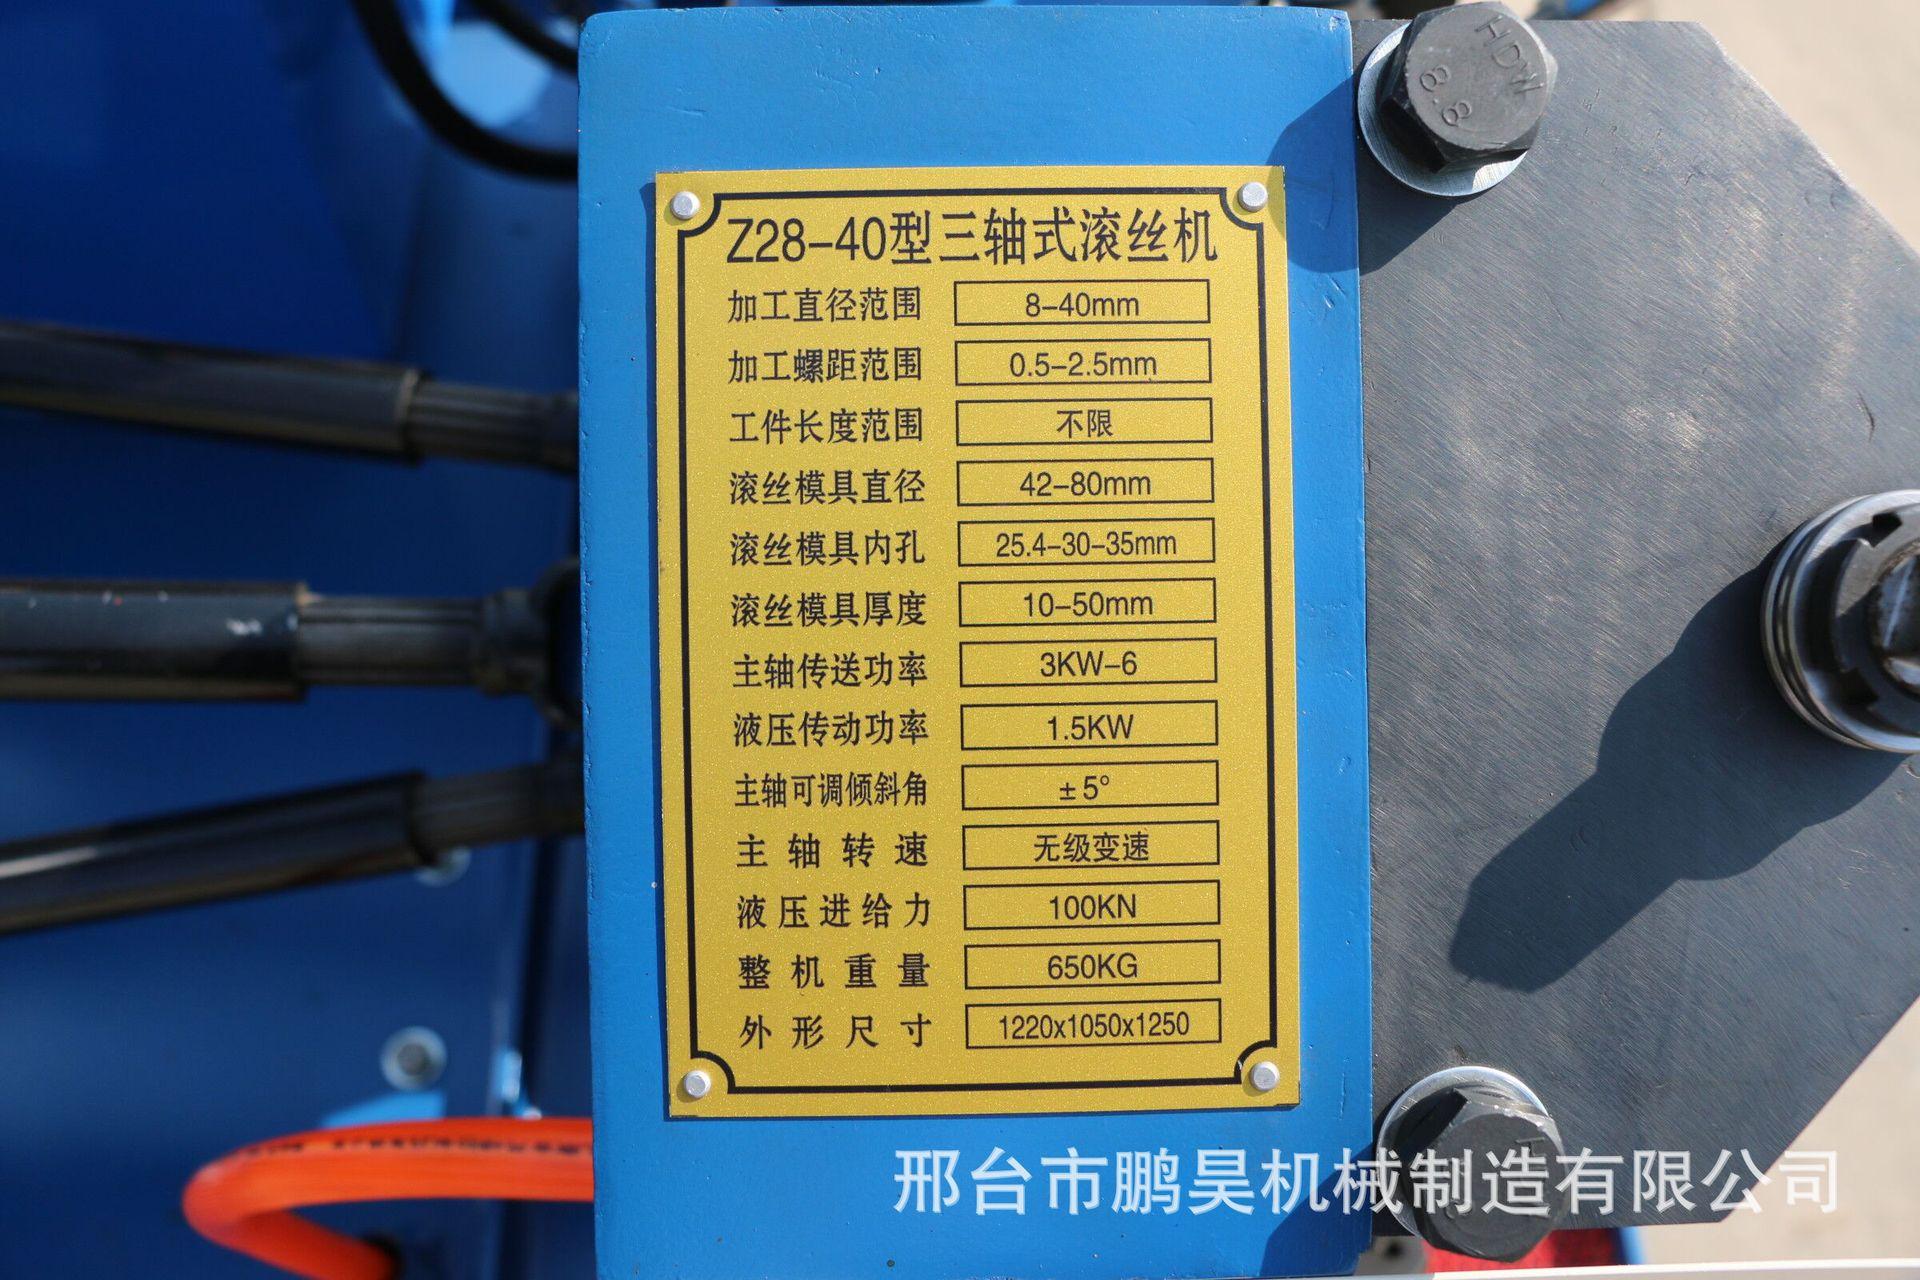 HDW
8.8
Z28-40型三轴式滚丝机
加工直径范围 8-40mm
加工螺距范围 0.5-2.5mm
工件长度范围 不限
滚丝模具直径 42-80mm
滚丝模具内孔 25.4-30-35mm
滚丝模具厚度 10-50mm
主轴传送功率 3KW-6
液压传动功率 1.5KW
主轴可调倾斜角 ±5°
主轴转速 无级变速
液压进给力 100KN
整机重量 650KG
外形尺寸 1220x1050x1250
邢台市鹏昊机械制造有限公司